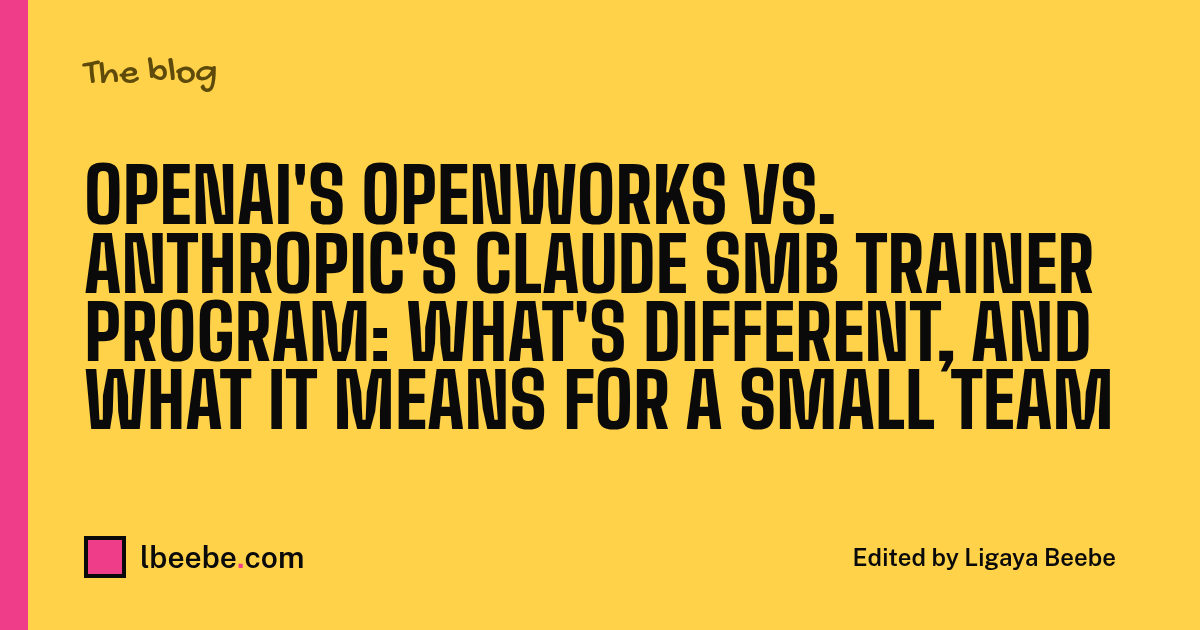 The blog
OPENAI'S OPENWORKS VS.
ANTHROPIC'S CLAUDE SMB TRAINER
PROGRAM: WHAT'S DIFFERENT, AND
WHAT IT MEANS FOR A SMALL TEAM
lbeebe.com
Edited by Ligaya Beebe